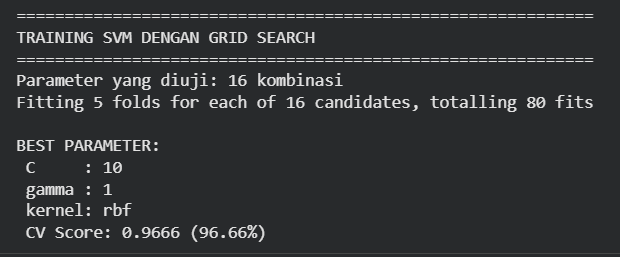 ==============================================================
TRAINING SVM DENGAN GRID SEARCH
==============================================================
Parameter yang diuji: 16 kombinasi
Fitting 5 folds for each of 16 candidates, totalling 80 fits

BEST PARAMETER:
 C     : 10
 gamma : 1
 kernel: rbf
 CV Score: 0.9666 (96.66%)